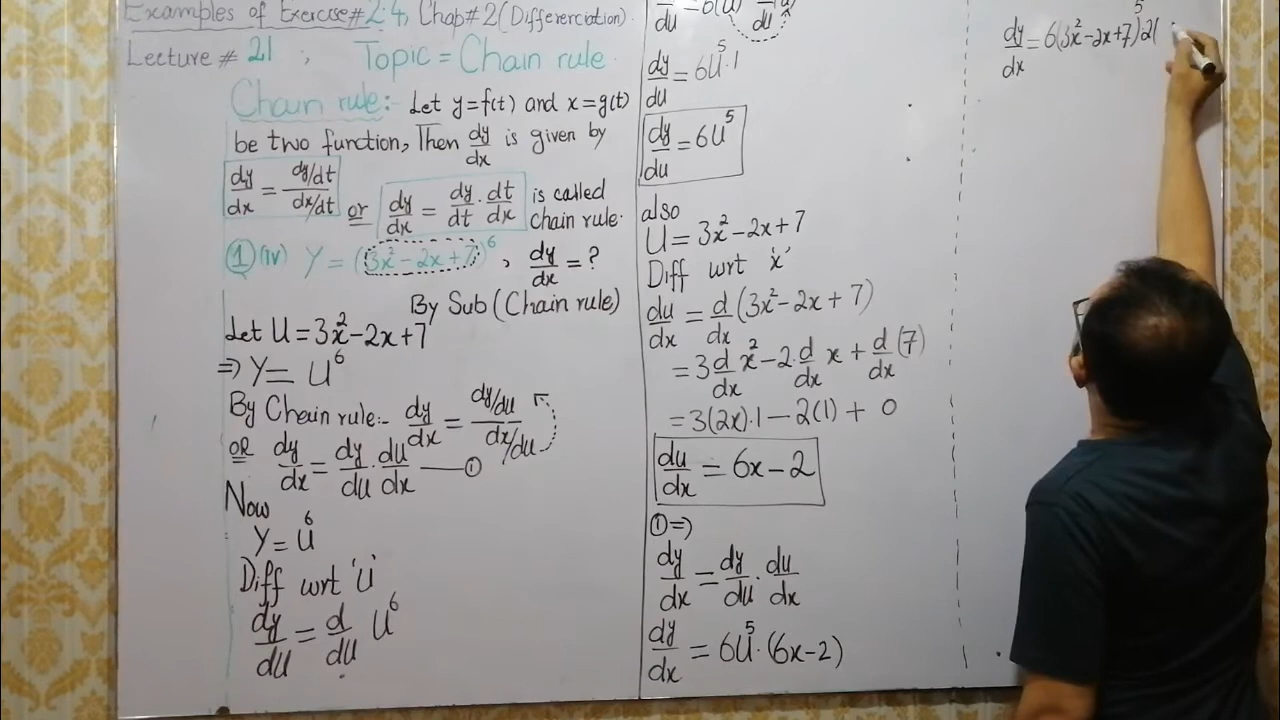 Examples of Exercise# 2.4, Chap# 2 (Differerciation).
Lecture # 21 ; Topic = Chain rule.
Chain rule:- Let y=f(t) and x=g(t)
be two function, Then dy/dx is given by
dy/dx = (dy/dt)/(dx/dt) or dy/dx = dy/dt · dt/dx is called chain rule.
① (iv) Y = (3x²-2x+7)⁶, dy/dx = ?
By Sub (Chain rule)
Let U = 3x²-2x+7
⇒ Y = U⁶
By Chain rule:- dy/dx = (dy/du)/(dx/du)
OR dy/dx = dy/du · du/dx —— ①
Now
Y = U⁶
Diff wrt 'U'
dy/du = d/du U⁶
dy/du = 6U⁵·1
dy/du = 6U⁵
also
U = 3x²-2x+7
Diff wrt 'x'
du/dx = d/dx (3x²-2x+7)
= 3 d/dx x² - 2·d/dx x + d/dx (7)
= 3(2x)·1 - 2(1) + 0
du/dx = 6x-2
①⇒)
dy/dx = dy/du · du/dx
dy/dx = 6U⁵·(6x-2)
dy/dx = 6(3x²-2x+7)⁵ 2(